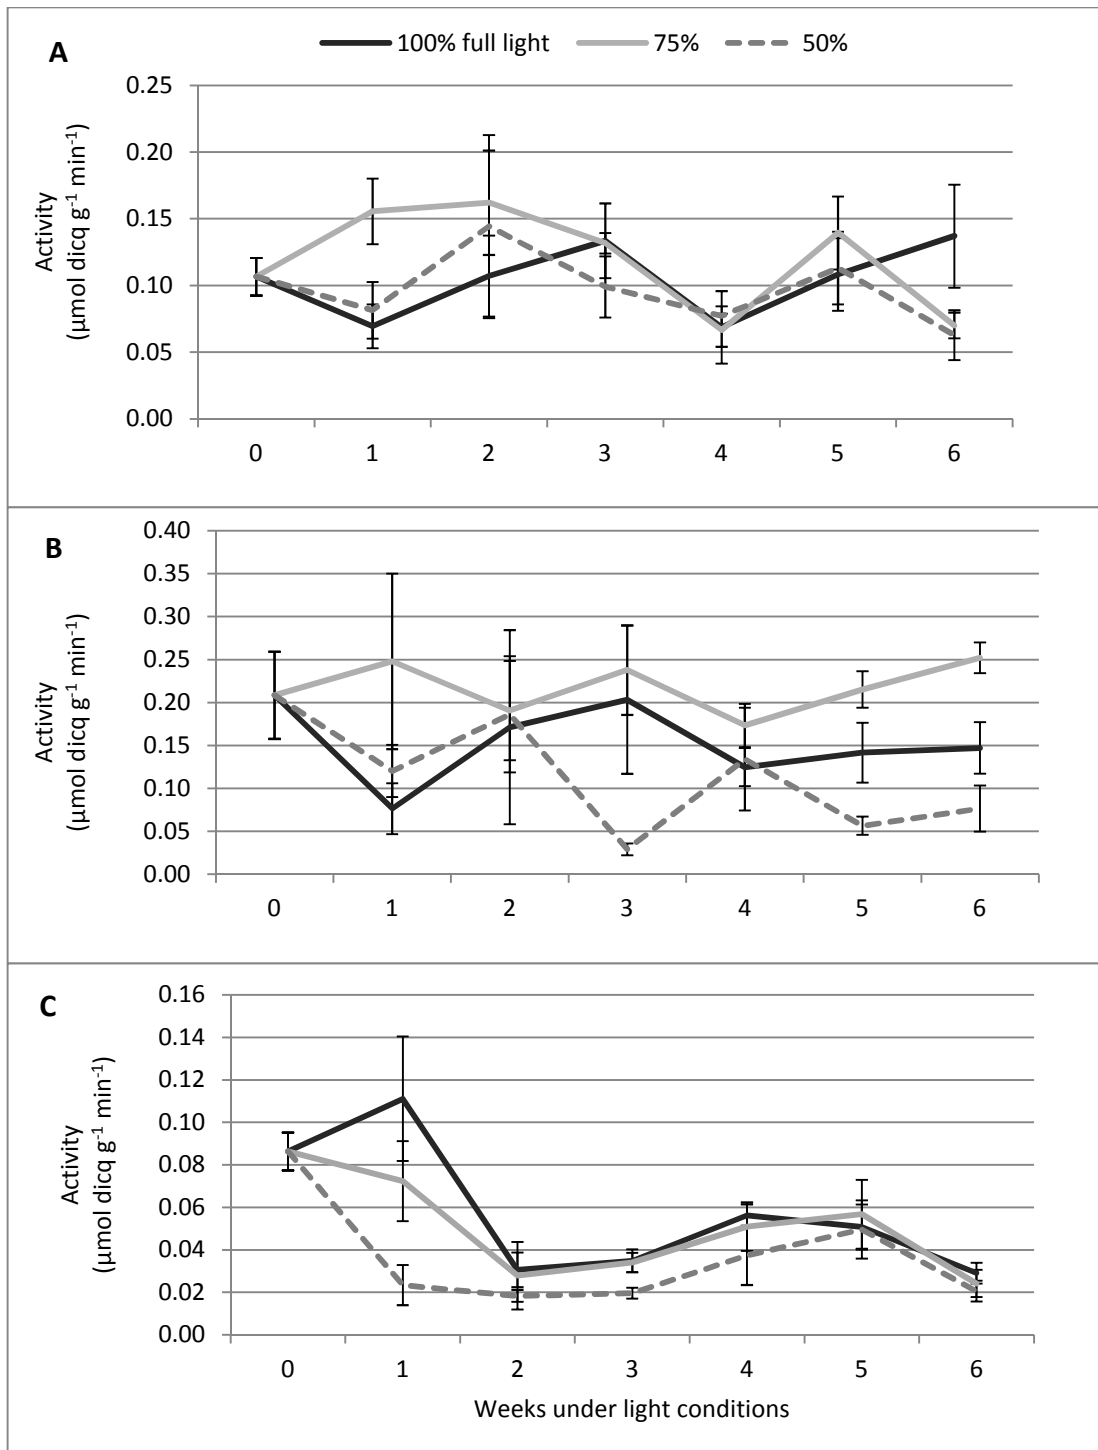 A
100% full light 75% 50%
0.25
0.20
0.15
0.10
0.05
0.00
Activity
(µmol dicq g⁻¹ min⁻¹)
0 1 2 3 4 5 6
B
0.40
0.35
0.30
0.25
0.20
0.15
0.10
0.05
0.00
Activity
(µmol dicq g⁻¹ min⁻¹)
0 1 2 3 4 5 6
C
0.16
0.14
0.12
0.10
0.08
0.06
0.04
0.02
0.00
Activity
(µmol dicq g⁻¹ min⁻¹)
0 1 2 3 4 5 6
Weeks under light conditions